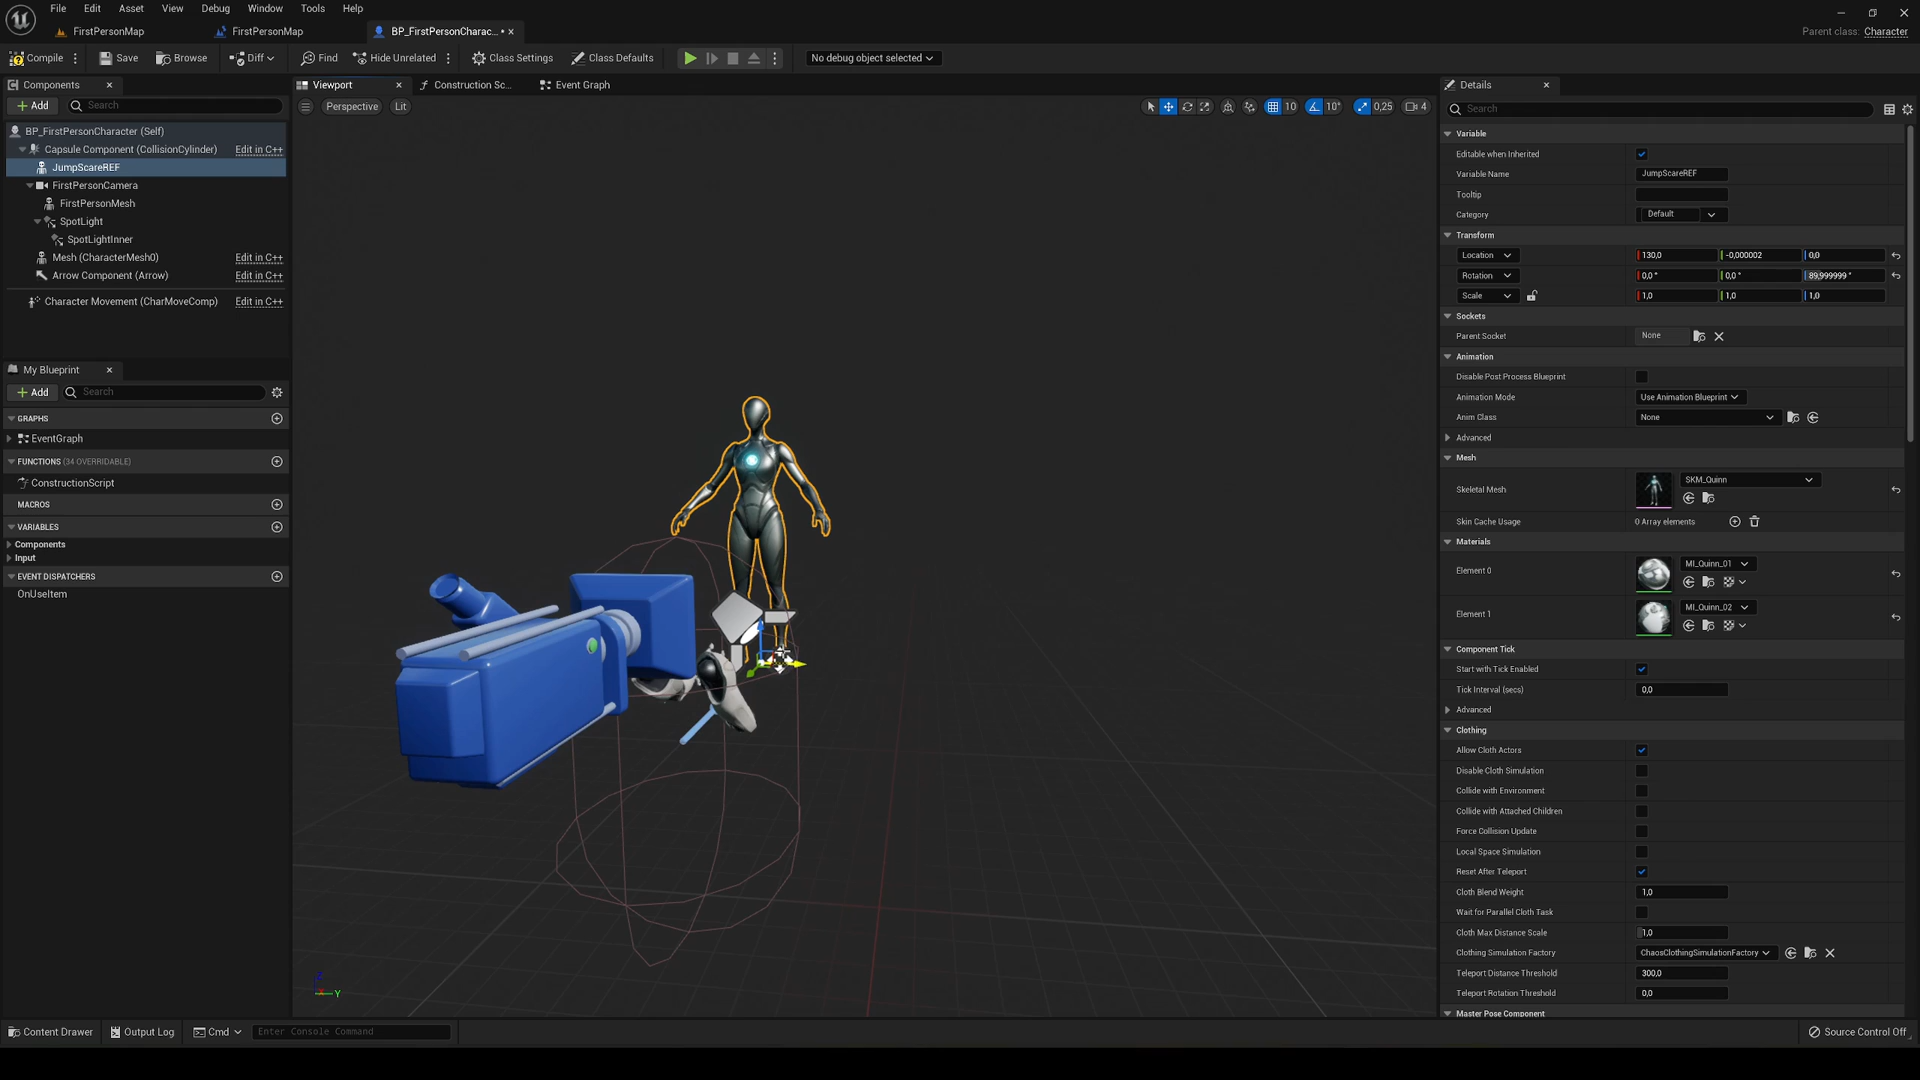 File Edit Asset View Debug Window Tools Help
FirstPersonMap FirstPersonMap BP_FirstPersonCharac... • Parent class: Character
Compile Save Browse Diff Find Hide Unrelated Class Settings Class Defaults No debug object selected
Components
Add Search
BP_FirstPersonCharacter (Self)
Capsule Component (CollisionCylinder) Edit in C++
JumpScareREF
FirstPersonCamera
FirstPersonMesh
SpotLight
SpotLightInner
Mesh (CharacterMesh0) Edit in C++
Arrow Component (Arrow) Edit in C++
Character Movement (CharMoveComp) Edit in C++
My Blueprint
Add Search
GRAPHS
EventGraph
FUNCTIONS (34 OVERRIDABLE)
ConstructionScript
MACROS
VARIABLES
Components
Input
EVENT DISPATCHERS
OnUseItem
Viewport Construction Sc... Event Graph
Perspective Lit 10 10° 0,25 4
Z
X Y
Details
Search
Variable
Editable when Inherited
Variable Name JumpScareREF
Tooltip
Category Default
Transform
Location 130,0 -0,000002 0,0
Rotation 0,0 ° 0,0 ° 89,999999 °
Scale 1,0 1,0 1,0
Sockets
Parent Socket None
Animation
Disable Post Process Blueprint
Animation Mode Use Animation Blueprint
Anim Class None
Advanced
Mesh
Skeletal Mesh SKM_Quinn
Skin Cache Usage 0 Array elements
Materials
Element 0 MI_Quinn_01
Element 1 MI_Quinn_02
Component Tick
Start with Tick Enabled
Tick Interval (secs) 0,0
Advanced
Clothing
Allow Cloth Actors
Disable Cloth Simulation
Collide with Environment
Collide with Attached Children
Force Collision Update
Local Space Simulation
Reset After Teleport
Cloth Blend Weight 1,0
Wait for Parallel Cloth Task
Cloth Max Distance Scale 1,0
Clothing Simulation Factory ChaosClothingSimulationFactory
Teleport Distance Threshold 300,0
Teleport Rotation Threshold 0,0
Master Pose Component
Content Drawer Output Log Cmd Enter Console Command Source Control Off